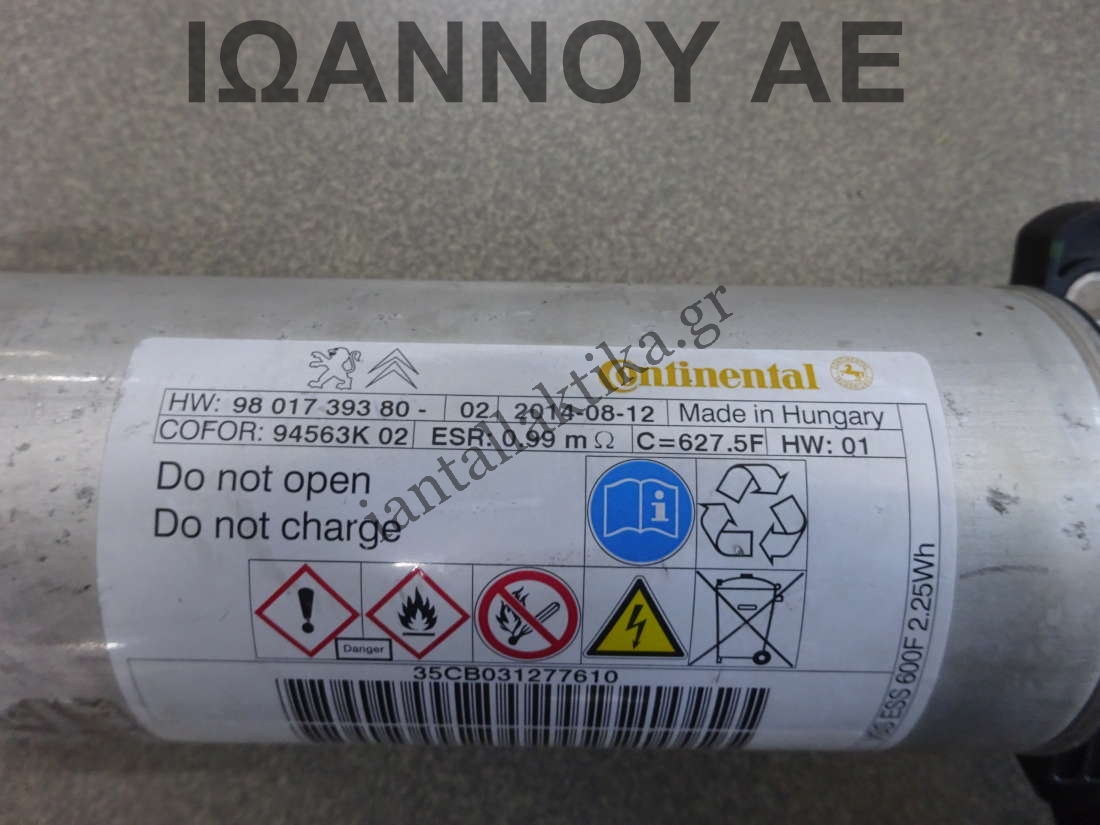 ΙΩΑΝΝΟΥ ΑΕ
iantallaktika.gr
Continental
HW: 98 017 393 80 - 02 2014-08-12 Made in Hungary
COFOR: 94563K 02 ESR: 0.99 m Ω C=627.5F HW: 01
Do not open
Do not charge
Danger
35CB031277610
ESS 600F 2.25Wh